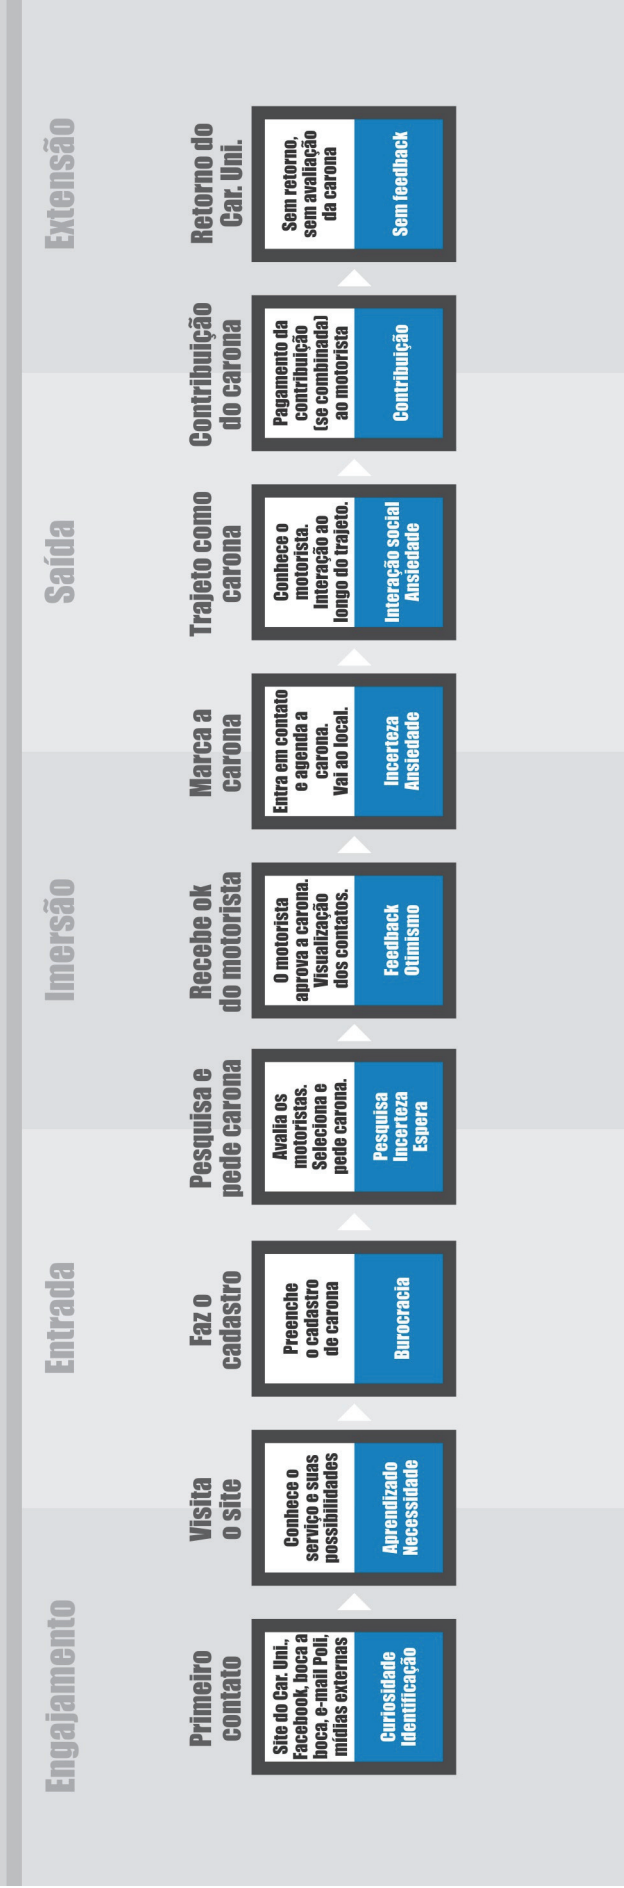 Engajamento
Entrada
Imersão
Saída
Extensão
Primeiro
contato
Visita
o site
Faz o
cadastro
Pesquisa e
pede carona
Recebe ok
do motorista
Marca a
carona
Trajeto como
carona
Contribuição
do carona
Retorno do
Car. Uni.
Site do Car. Uni.,
Facebook, boca a
boca, e-mail Poli,
mídias externas
Curiosidade
Identificação
Conhece o
serviço e suas
possibilidades
Aprendizado
Necessidade
Preenche
o cadastro
de carona
Burocracia
Avalia os
motoristas.
Seleciona e
pede carona.
Pesquisa
Incerteza
Espera
O motorista
aprova a carona.
Visualização
dos contatos.
Feedback
Otimismo
Entra em contato
e agenda a
carona.
Vai ao local.
Incerteza
Ansiedade
Conhece o
motorista.
Interação ao
longo do trajeto.
Interação social
Ansiedade
Pagamento da
contribuição
(se combinada)
ao motorista
Contribuição
Sem retorno,
sem avaliação
da carona
Sem feedback